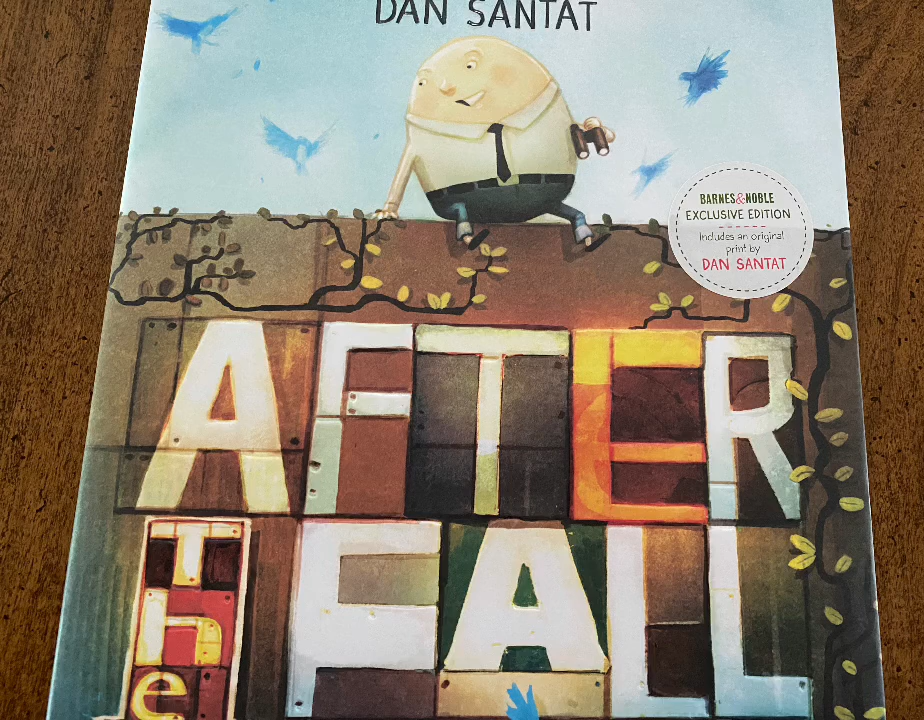 DAN SANTAT
BARNES&NOBLE
EXCLUSIVE EDITION
Includes an original
print by
DAN SANTAT
AFTER
The
FALL